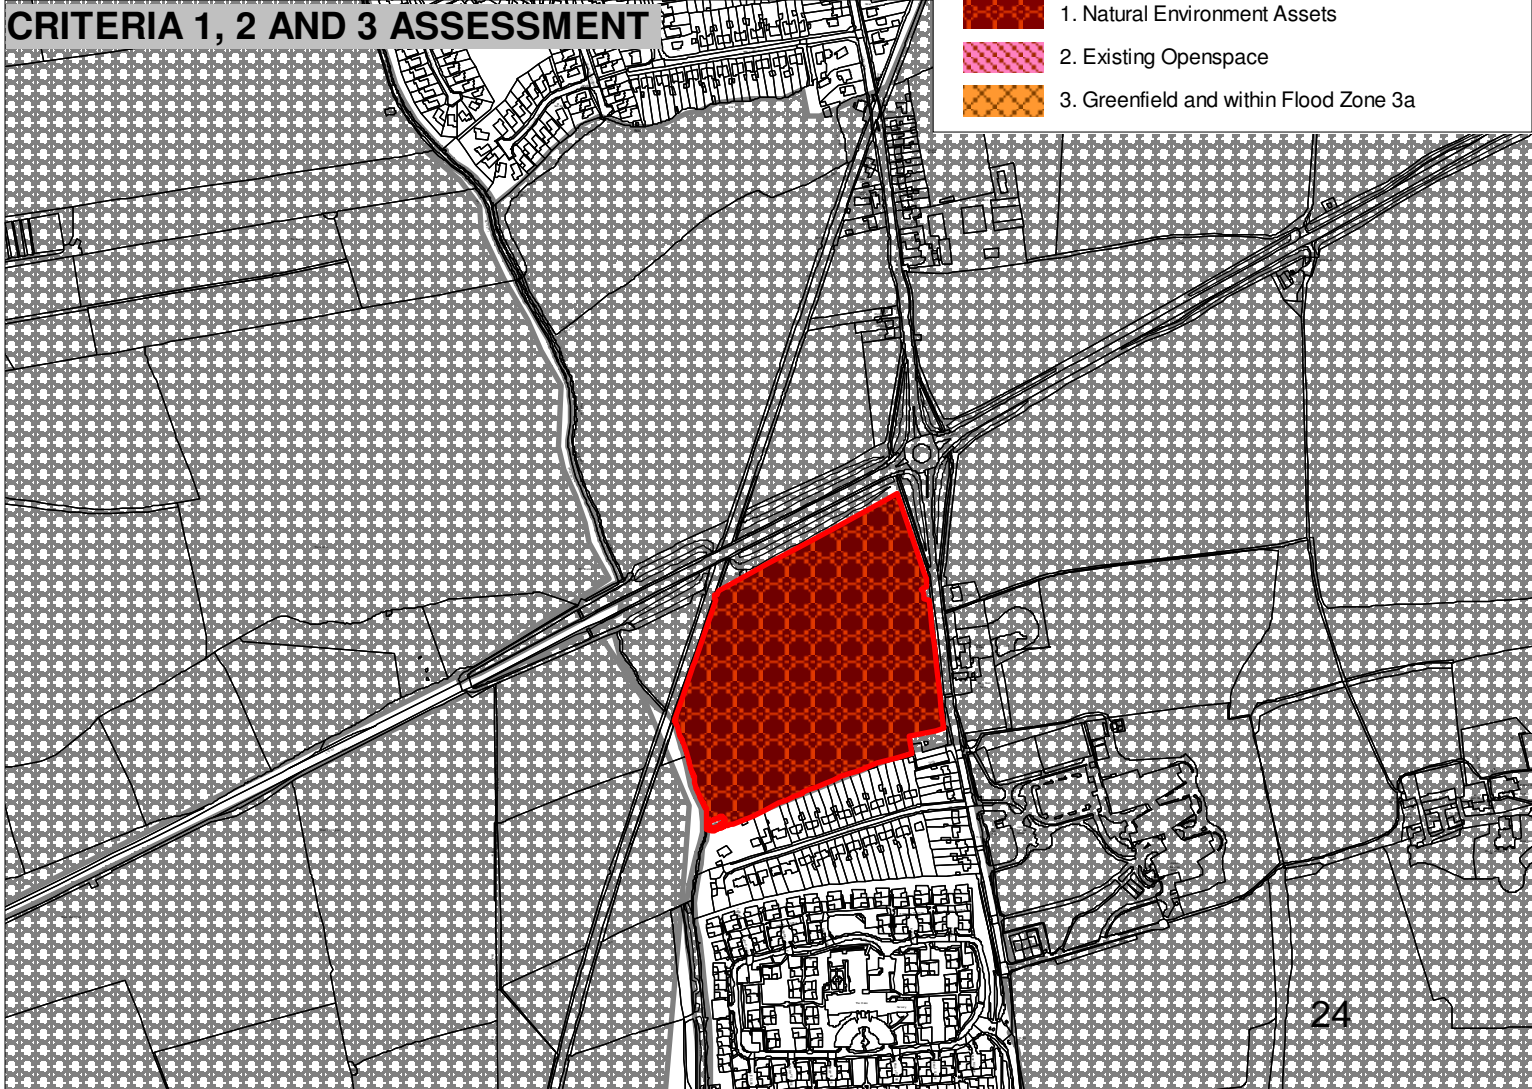 CRITERIA 1, 2 AND 3 ASSESSMENT
1. Natural Environment Assets
2. Existing Openspace
3. Greenfield and within Flood Zone 3a
24